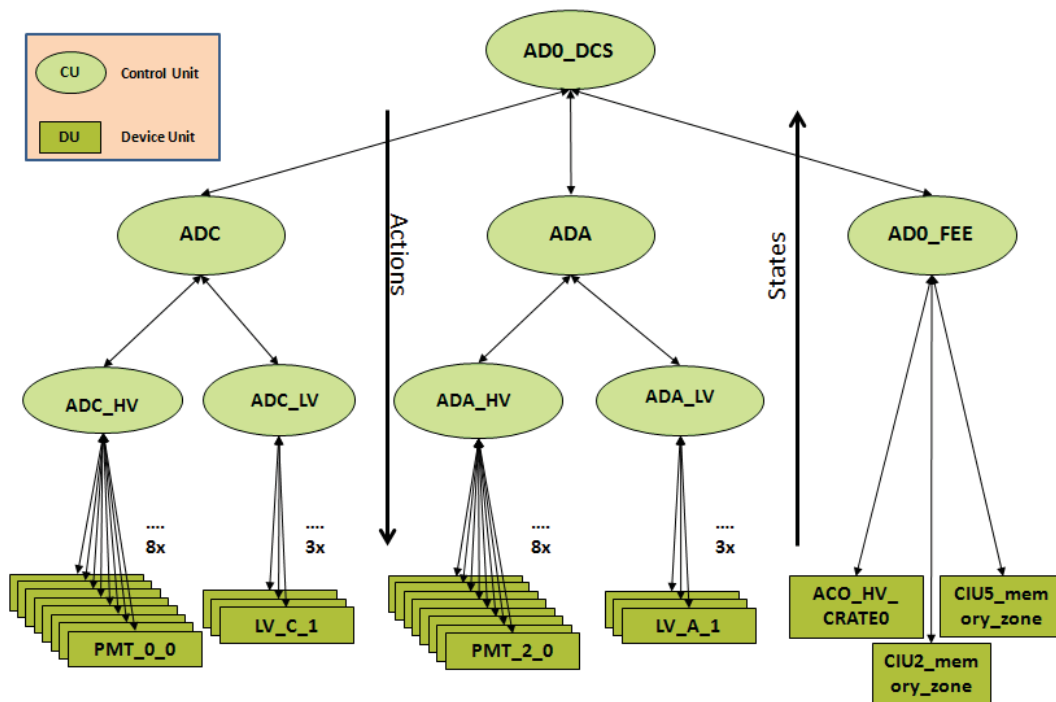 AD0_DCS
CU
Control Unit
DU
Device Unit
Actions
States
ADC
ADA
AD0_FEE
ADC_HV
ADC_LV
ADA_HV
ADA_LV
....
8x
....
3x
....
8x
....
3x
PMT_0_0
LV_C_1
PMT_2_0
LV_A_1
ACO_HV_
CRATE0
CIU5_mem
ory_zone
CIU2_mem
ory_zone